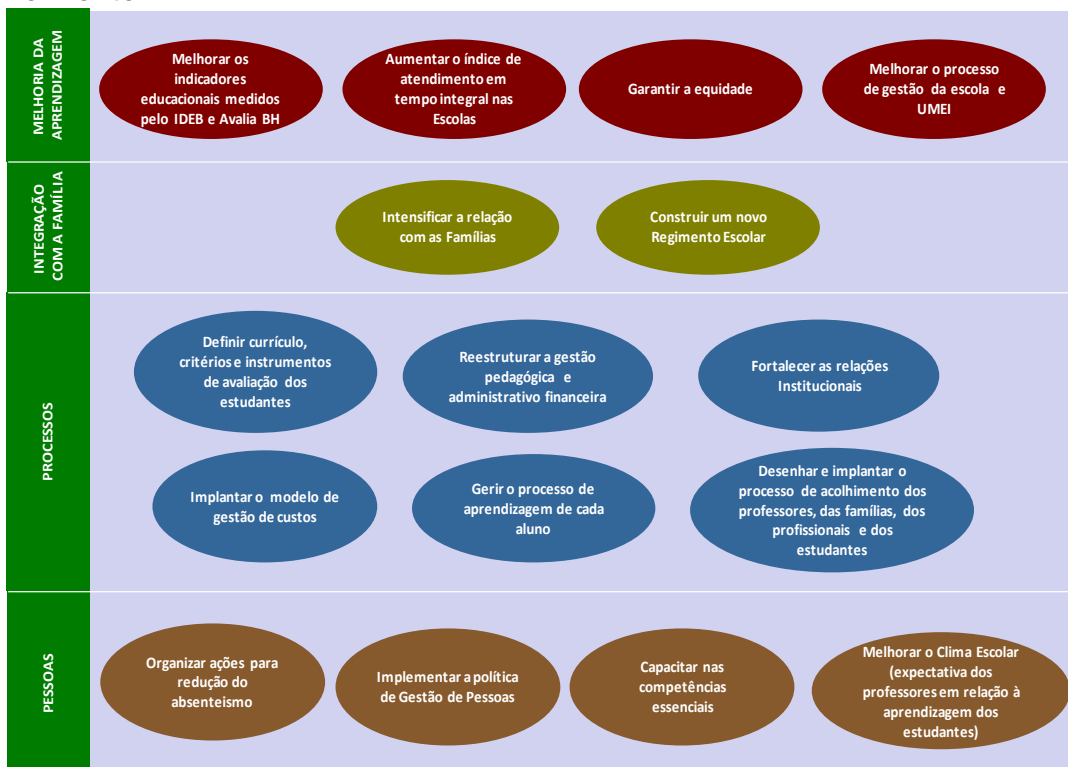 MELHORIA DA
APRENDIZAGEM
Melhorar os
indicadores
educacionais medidos
pelo IDEB e Avalia BH
Aumentar o índice de
atendimento em
tempo integral nas
Escolas
Garantir a equidade
Melhorar o processo
de gestão da escola e
UMEI
INTEGRAÇÃO
COM A FAMÍLIA
Intensificar a relação
com as Famílias
Construir um novo
Regimento Escolar
PROCESSOS
Definir currículo,
critérios e instrumentos
de avaliação dos
estudantes
Reestruturar a gestão
pedagógica e
administrativo financeira
Fortalecer as relações
Institucionais
Implantar o modelo de
gestão de custos
Gerir o processo de
aprendizagem de cada
aluno
Desenhar e implantar o
processo de acolhimento dos
professores, das famílias, dos
profissionais e dos
estudantes
PESSOAS
Organizar ações para
redução do
absenteismo
Implementar a política
de Gestão de Pessoas
Capacitar nas
competências
essenciais
Melhorar o Clima Escolar
(expectativa dos
professores em relação à
aprendizagem dos
estudantes)